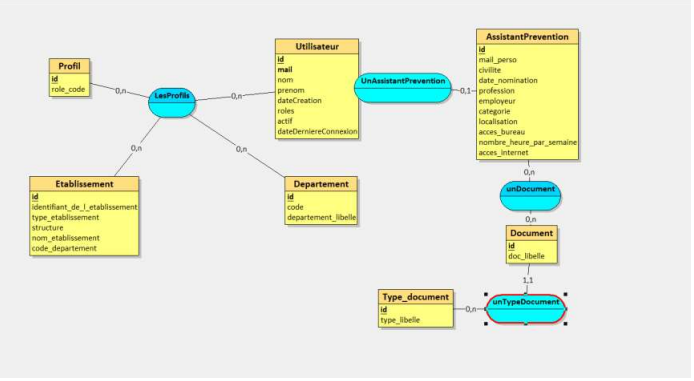 AssistantPrevention
id
mail_perso
civilite
date_nomination
profession
employeur
categorie
localisation
acces_bureau
nombre_heure_par_semaine
acces_internet
Utilisateur
id
mail
nom
prenom
dateCreation
roles
actif
dateDerniereConnexion
UnAssistantPrevention
0,1
Profil
id
role_code
0,n
LesProfils
0,n
0,n
0,n
Etablissement
id
identifiant_de_l_etablissement
type_etablissement
structure
nom_etablissement
code_departement
Departement
id
code
departement_libelle
0,n
unDocument
0,n
Document
id
doc_libelle
1,1
Type_document
id
type_libelle
0,n
unTypeDocument